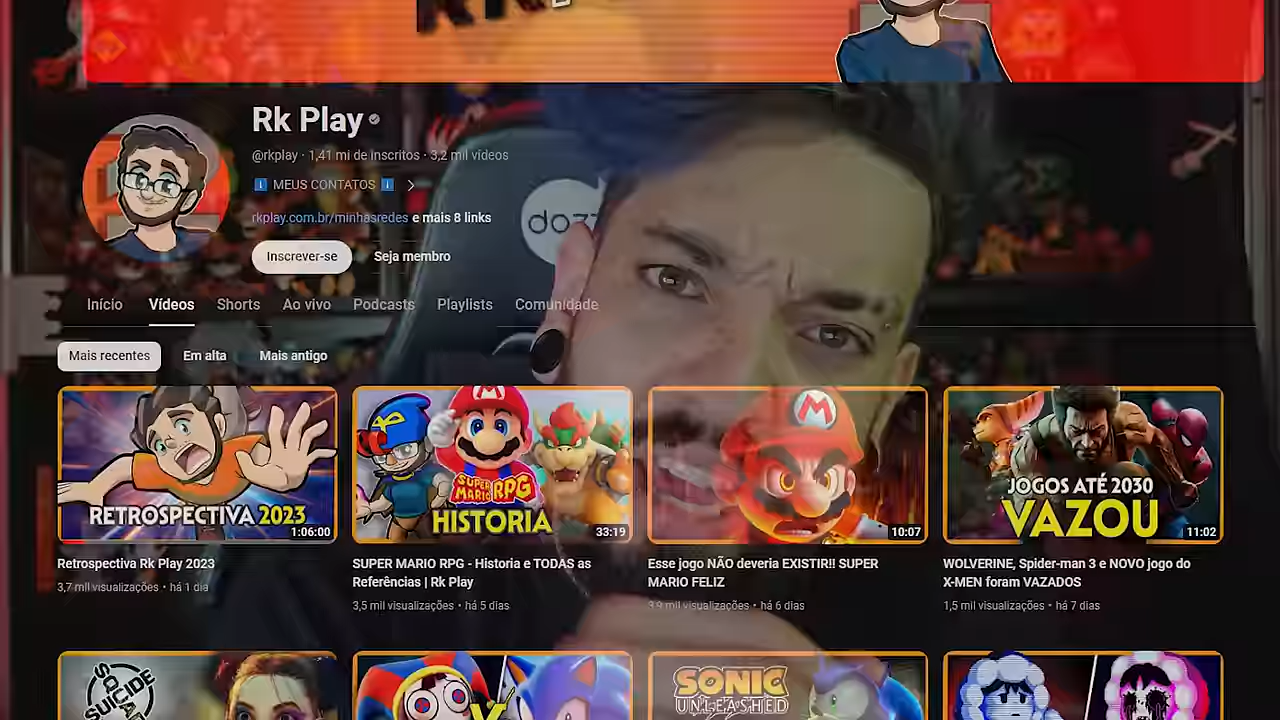 Rk Play
@rkplay · 1,41 mi de inscritos · 3,2 mil vídeos
MEUS CONTATOS
rkplay.com.br/minhasredes e mais 8 links
Inscrever-se
Seja membro
Início Vídeos Shorts Ao vivo Podcasts Playlists Comunidade
Mais recentes Em alta Mais antigo
RETROSPECTIVA 2023
1:06:00
SUPER MARIO RPG
HISTORIA
33:19
M
10:07
JOGOS ATÉ 2030
VAZOU
11:02
Retrospectiva Rk Play 2023
3,7 mil visualizações • há 1 dia
SUPER MARIO RPG - Historia e TODAS as
Referências | Rk Play
3,5 mil visualizações • há 5 dias
Esse jogo NÃO deveria EXISTIR!! SUPER
MARIO FELIZ
3,9 mil visualizações • há 6 dias
WOLVERINE, Spider-man 3 e NOVO jogo do
X-MEN foram VAZADOS
1,5 mil visualizações • há 7 dias
SUICIDE
SONIC
UNLEASHED